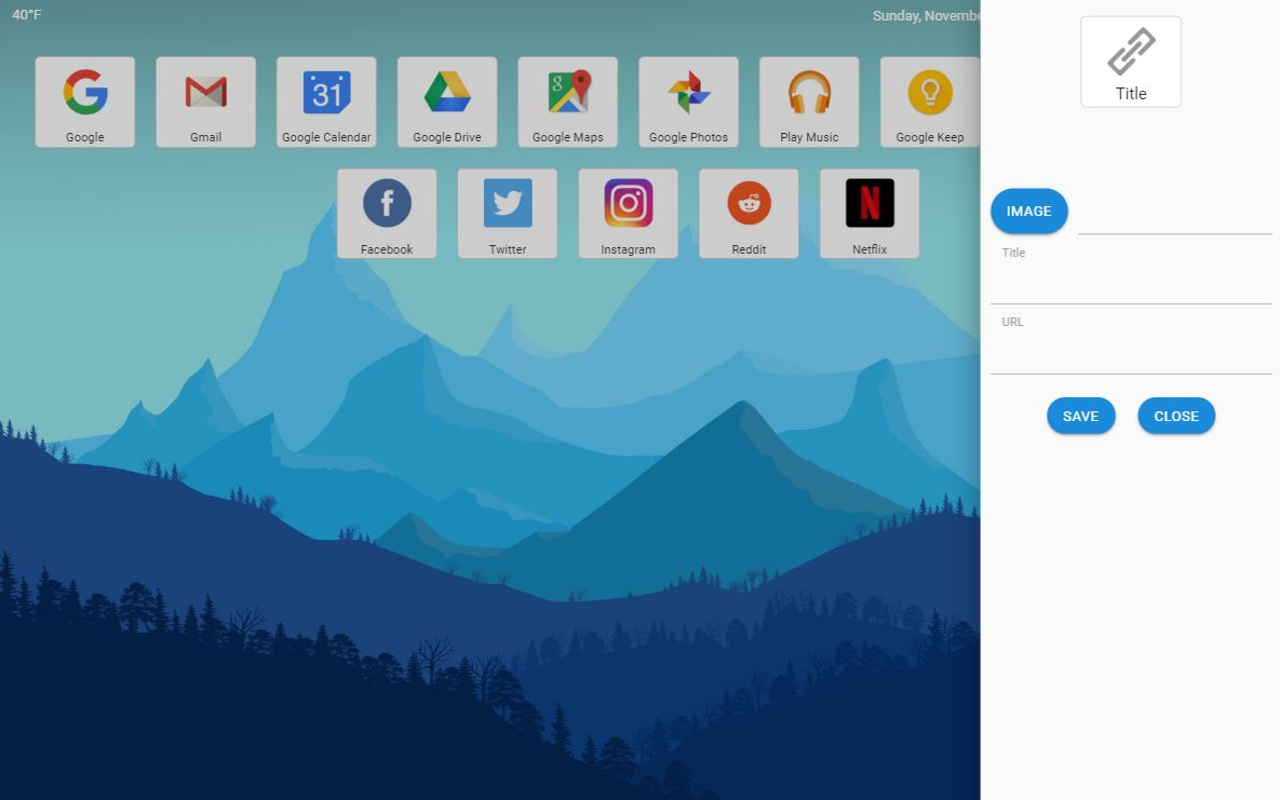 40°F
Sunday, Novembe
Google
Gmail
31
Google Calendar
Google Drive
g
Google Maps
Google Photos
Play Music
Google Keep
f
Facebook
Twitter
Instagram
Reddit
N
Netflix
Title
IMAGE
Title
URL
SAVE
CLOSE